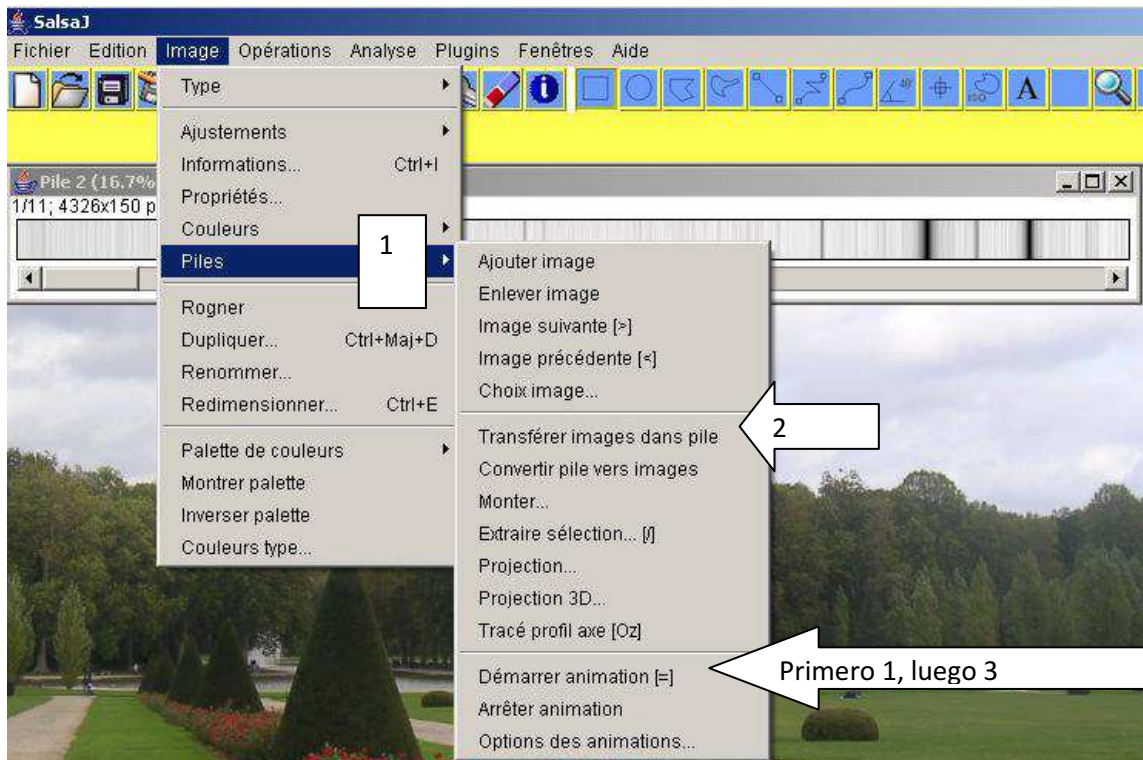 SalsaJ
Fichier Edition Image Opérations Analyse Plugins Fenêtres Aide
A
Pile 2 (16.7%
1/11; 4326x150 p
Type
Ajustements
Informations... Ctrl+I
Propriétés...
Couleurs
Piles
Rogner
Dupliquer... Ctrl+Maj+D
Renommer...
Redimensionner... Ctrl+E
Palette de couleurs
Montrer palette
Inverser palette
Couleurs type...
1
Ajouter image
Enlever image
Image suivante [>]
Image précédente [<]
Choix image...
Transférer images dans pile
Convertir pile vers images
Monter...
Extraire sélection... [/]
Projection...
Projection 3D...
Tracé profil axe [Oz]
Démarrer animation [=]
Arrêter animation
Options des animations...
2
Primero 1, luego 3